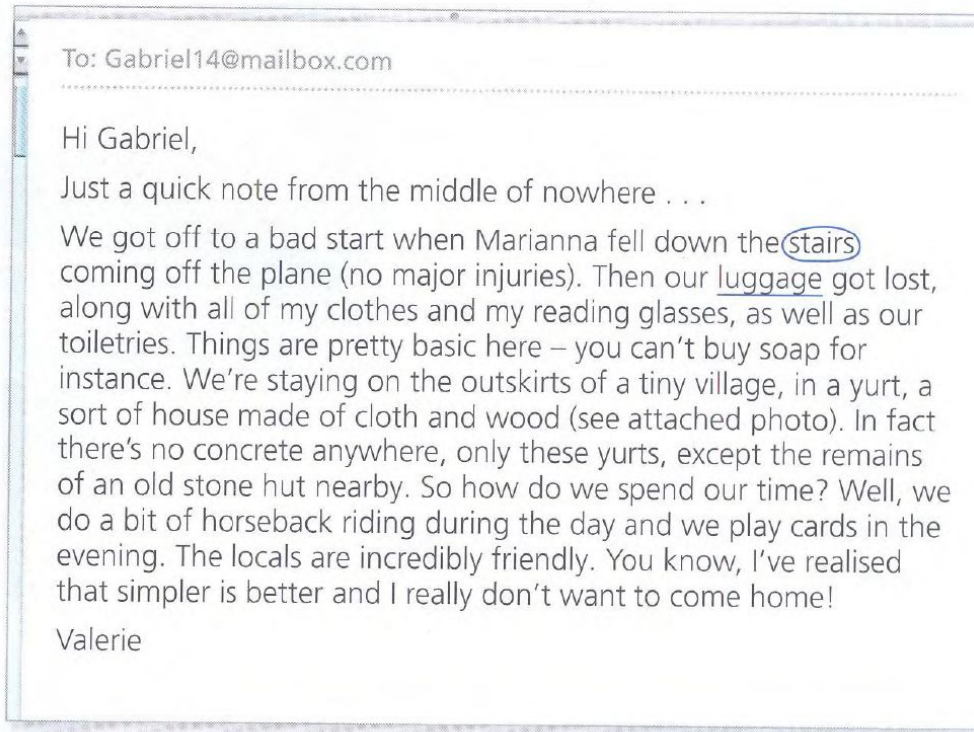 To: Gabriel14@mailbox.com
Hi Gabriel,
Just a quick note from the middle of nowhere . . .
We got off to a bad start when Marianna fell down the stairs
coming off the plane (no major injuries). Then our luggage got lost,
along with all of my clothes and my reading glasses, as well as our
toiletries. Things are pretty basic here – you can't buy soap for
instance. We're staying on the outskirts of a tiny village, in a yurt, a
sort of house made of cloth and wood (see attached photo). In fact
there's no concrete anywhere, only these yurts, except the remains
of an old stone hut nearby. So how do we spend our time? Well, we
do a bit of horseback riding during the day and we play cards in the
evening. The locals are incredibly friendly. You know, I've realised
that simpler is better and I really don't want to come home!
Valerie